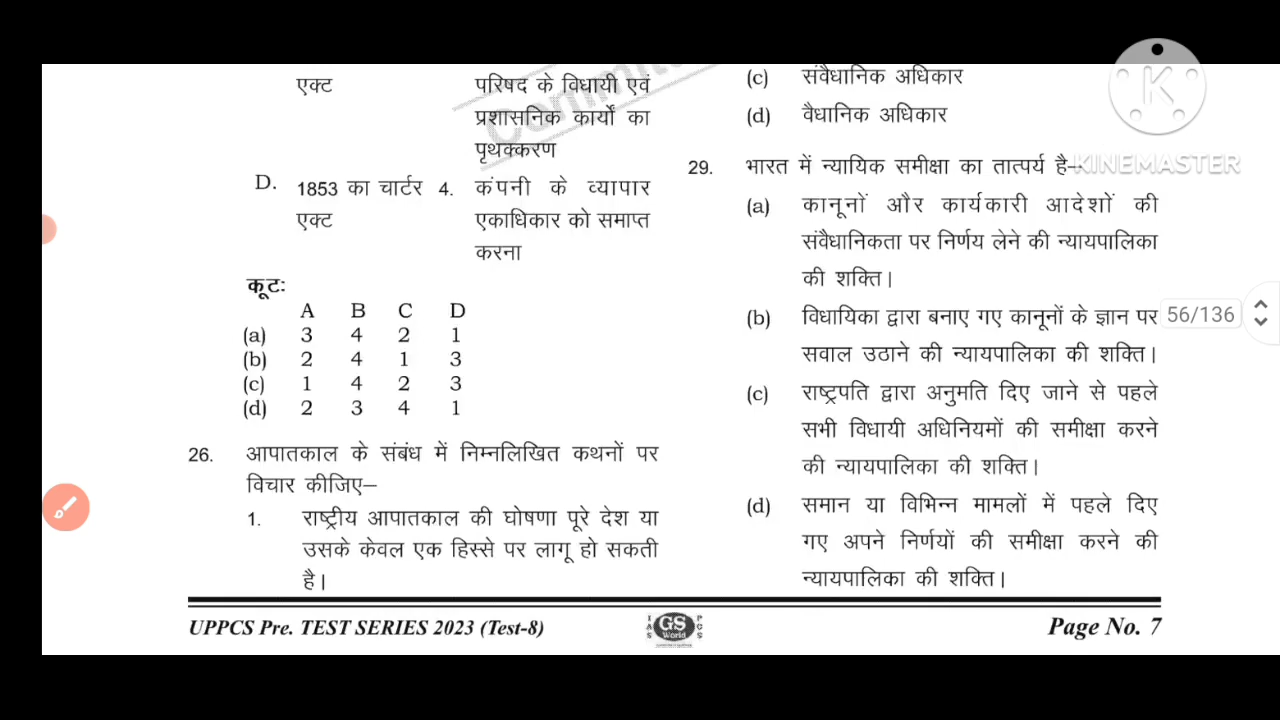 एक्ट परिषद के विधायी एवं
प्रशासनिक कार्यों का
पृथक्करण
D. 1853 का चार्टर 4. कंपनी के व्यापार
एक्ट एकाधिकार को समाप्त
करना
कूटः
A B C D
(a) 3 4 2 1
(b) 2 4 1 3
(c) 1 4 2 3
(d) 2 3 4 1
26. आपातकाल के संबंध में निम्नलिखित कथनों पर
विचार कीजिए–
1. राष्ट्रीय आपातकाल की घोषणा पूरे देश या
उसके केवल एक हिस्से पर लागू हो सकती
है।
(c) संवैधानिक अधिकार
(d) वैधानिक अधिकार
29. भारत में न्यायिक समीक्षा का तात्पर्य है–
(a) कानूनों और कार्यकारी आदेशों की
संवैधानिकता पर निर्णय लेने की न्यायपालिका
की शक्ति।
(b) विधायिका द्वारा बनाए गए कानूनों के ज्ञान पर
सवाल उठाने की न्यायपालिका की शक्ति।
(c) राष्ट्रपति द्वारा अनुमति दिए जाने से पहले
सभी विधायी अधिनियमों की समीक्षा करने
की न्यायपालिका की शक्ति।
(d) समान या विभिन्न मामलों में पहले दिए
गए अपने निर्णयों की समीक्षा करने की
न्यायपालिका की शक्ति।
UPPCS Pre. TEST SERIES 2023 (Test-8)
IAS GS World PCS
Page No. 7
K
KINEMASTER
56/136